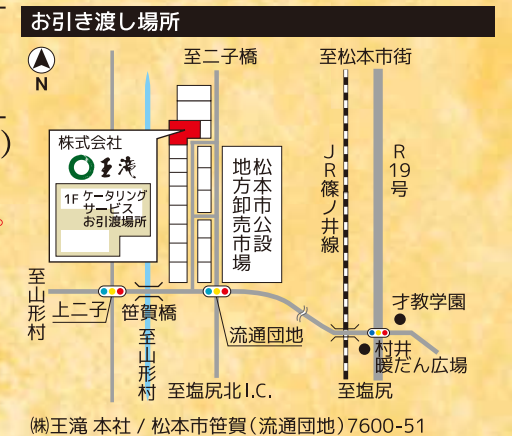 お引き渡し場所
至二子橋
至松本市街
N
株式会社
王滝
1F ケータリング
サービス
お引渡場所
松本市公設
地方卸売市場
JR篠ノ井線
R19号
至山形村
上二子
笹賀橋
至山形村
流通団地
才教学園
村井
暖だん広場
至塩尻北I.C.
至塩尻
㈱王滝 本社 / 松本市笹賀(流通団地)7600-51